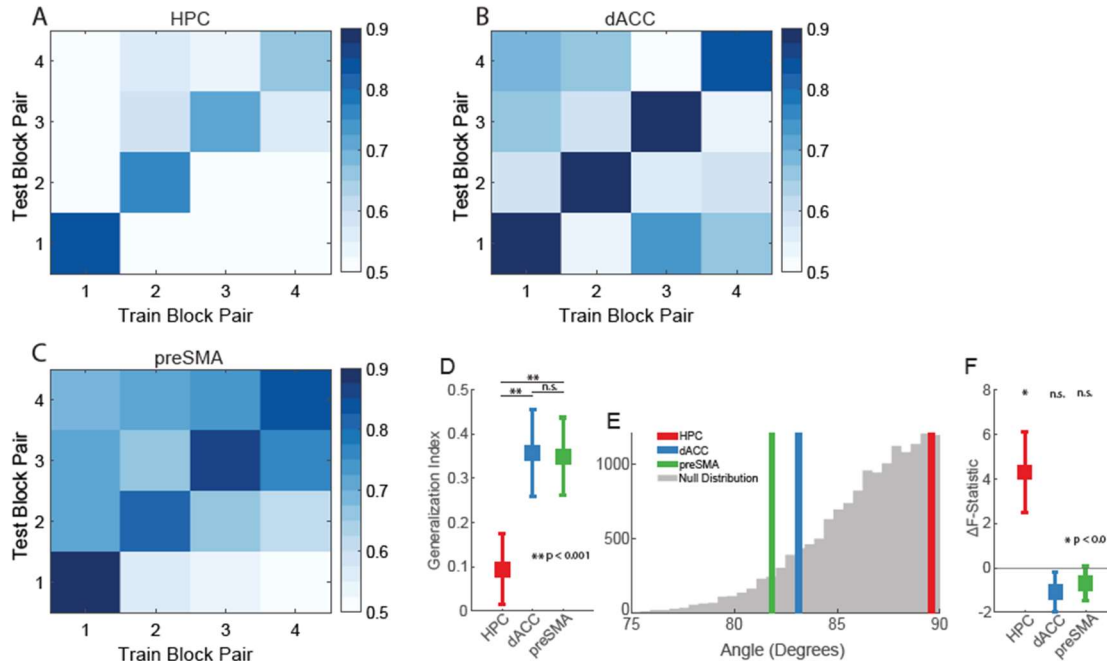 A
HPC
4
3
2
1
1 2 3 4
Test Block Pair
Train Block Pair
0.9
0.8
0.7
0.6
0.5
B
dACC
4
3
2
1
1 2 3 4
Test Block Pair
Train Block Pair
0.9
0.8
0.7
0.6
0.5
C
preSMA
4
3
2
1
1 2 3 4
Test Block Pair
Train Block Pair
0.9
0.8
0.7
0.6
0.5
D
Generalization Index
0.5
0.4
0.3
0.2
0.1
0
** 
** n.s.
** p < 0.001
HPC
dACC
preSMA
E
HPC
dACC
preSMA
Null Distribution
1000
500
0
75 80 85 90
Angle (Degrees)
F
ΔF-Statistic
8
6
4
2
0
-2
* n.s. n.s.
* p < 0.0
HPC
dACC
preSMA